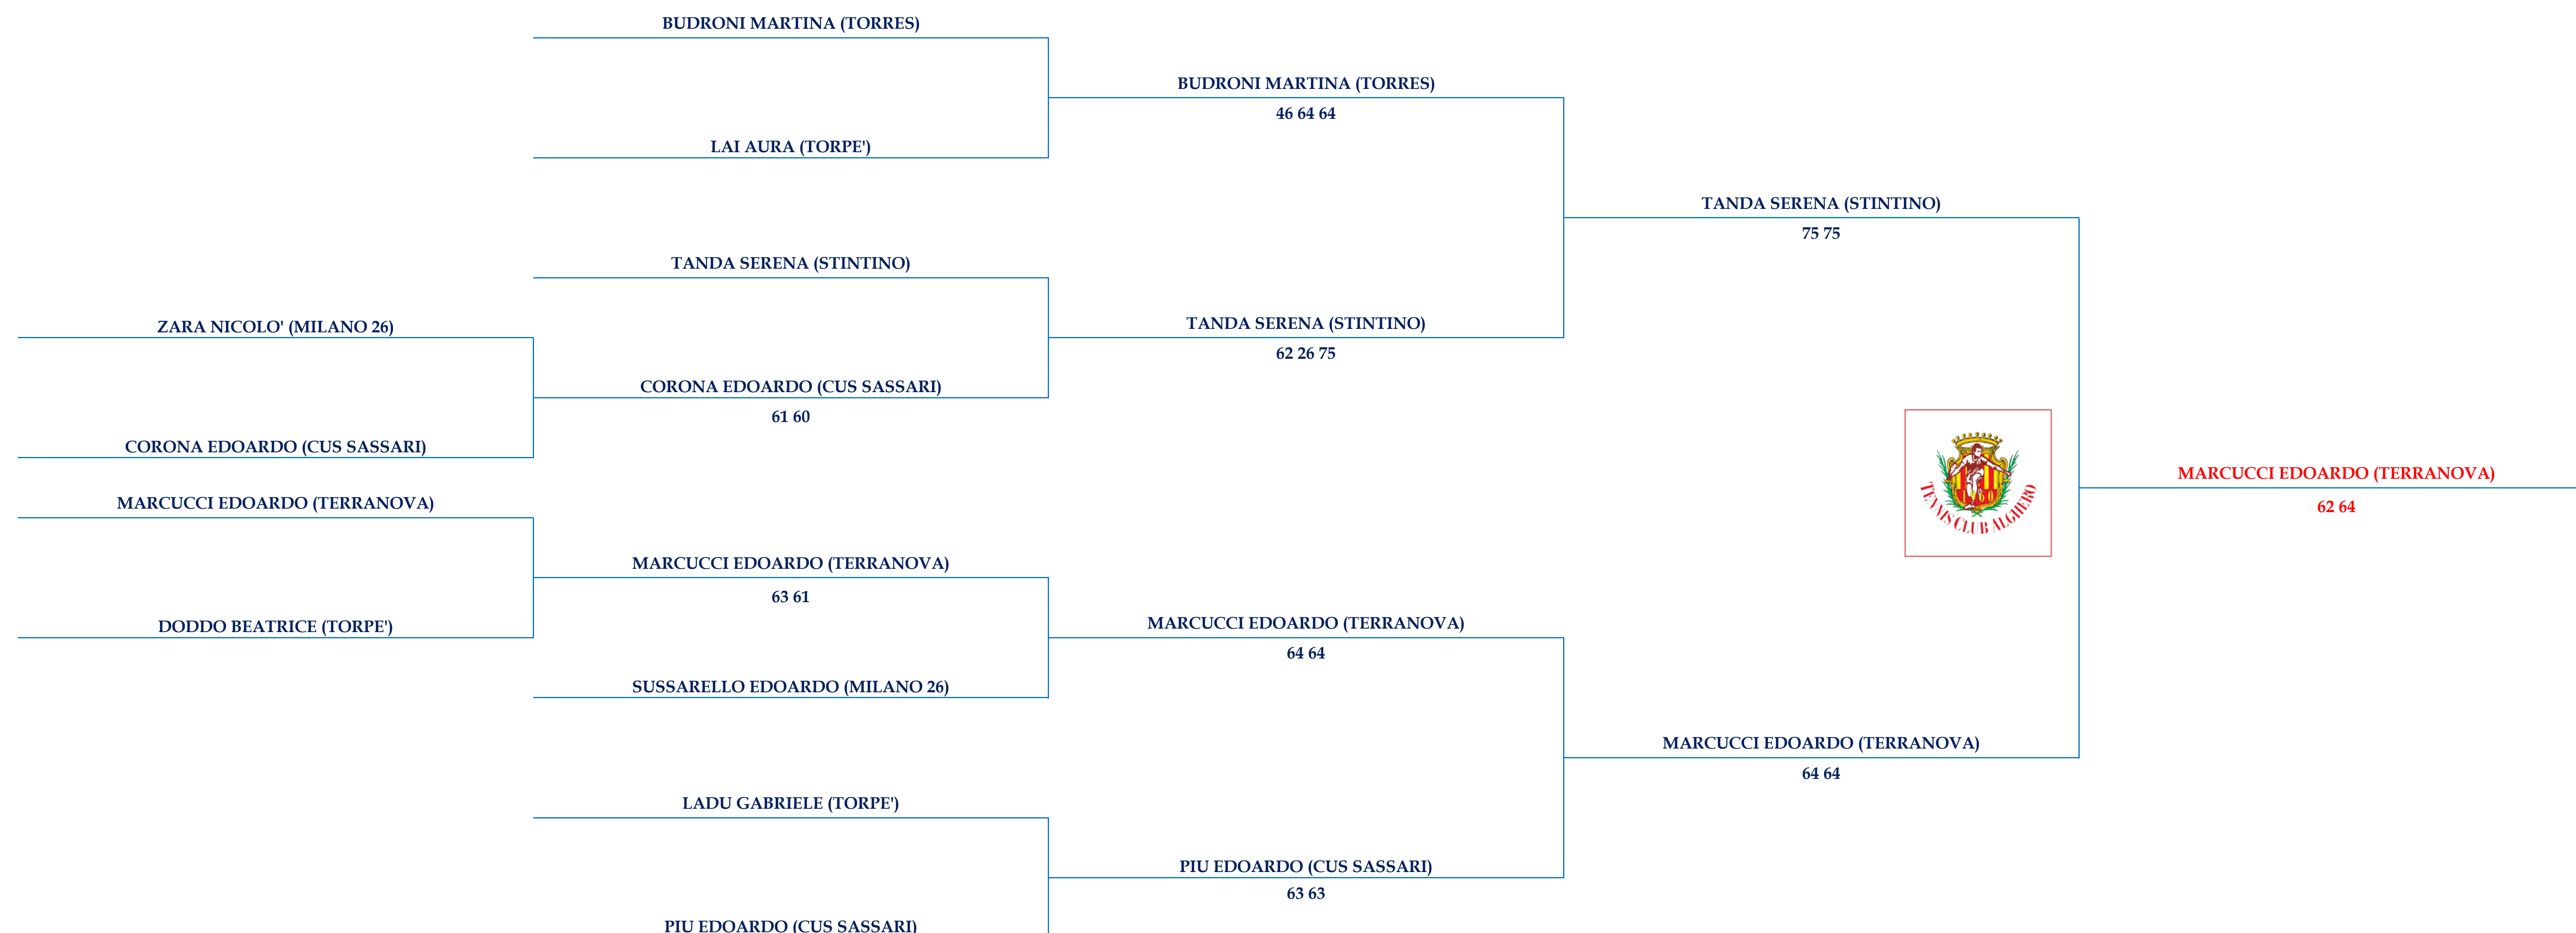 BUDRONI MARTINA (TORRES)
BUDRONI MARTINA (TORRES)
46 64 64
LAI AURA (TORPE')
TANDA SERENA (STINTINO)
75 75
TANDA SERENA (STINTINO)
ZARA NICOLO' (MILANO 26)
TANDA SERENA (STINTINO)
62 26 75
CORONA EDOARDO (CUS SASSARI)
61 60
CORONA EDOARDO (CUS SASSARI)
TENNIS CLUB ALGHERO
MARCUCCI EDOARDO (TERRANOVA)
62 64
MARCUCCI EDOARDO (TERRANOVA)
MARCUCCI EDOARDO (TERRANOVA)
63 61
DODDO BEATRICE (TORPE')
MARCUCCI EDOARDO (TERRANOVA)
64 64
SUSSARELLO EDOARDO (MILANO 26)
MARCUCCI EDOARDO (TERRANOVA)
64 64
LADU GABRIELE (TORPE')
PIU EDOARDO (CUS SASSARI)
63 63
PIU EDOARDO (CUS SASSARI)